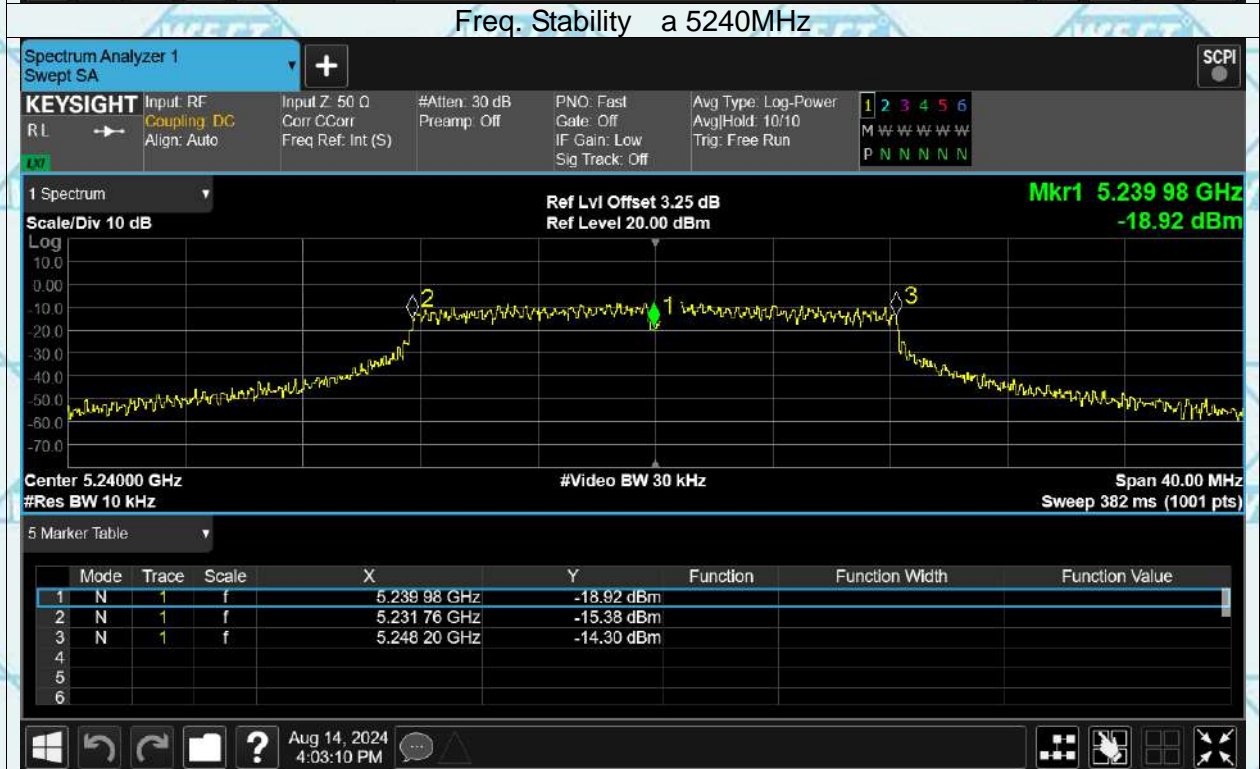 Freq. Stability a 5240MHz
Spectrum Analyzer 1
Swept SA
SCPI
KEYSIGHT Input: RF Input Z: 50 Ω #Atten: 30 dB PNO: Fast Avg Type: Log-Power 1 2 3 4 5 6
RL Coupling: DC Corr CCorr Preamp: Off Gate: Off Avg|Hold: 10/10 M W W W W W
Align: Auto Freq Ref: Int (S) IF Gain: Low Trig: Free Run P N N N N N
LXI Sig Track: Off
1 Spectrum Ref Lvl Offset 3.25 dB Mkr1 5.239 98 GHz
Scale/Div 10 dB Ref Level 20.00 dBm -18.92 dBm
Log
10.0
0.00
-10.0
-20.0
-30.0
-40.0
-50.0
-60.0
-70.0
2
1
3
Center 5.24000 GHz #Video BW 30 kHz Span 40.00 MHz
#Res BW 10 kHz Sweep 382 ms (1001 pts)
5 Marker Table
Mode Trace Scale X Y Function Function Width Function Value
1 N 1 f 5.239 98 GHz -18.92 dBm
2 N 1 f 5.231 76 GHz -15.38 dBm
3 N 1 f 5.248 20 GHz -14.30 dBm
4
5
6
? Aug 14, 2024
4:03:10 PM